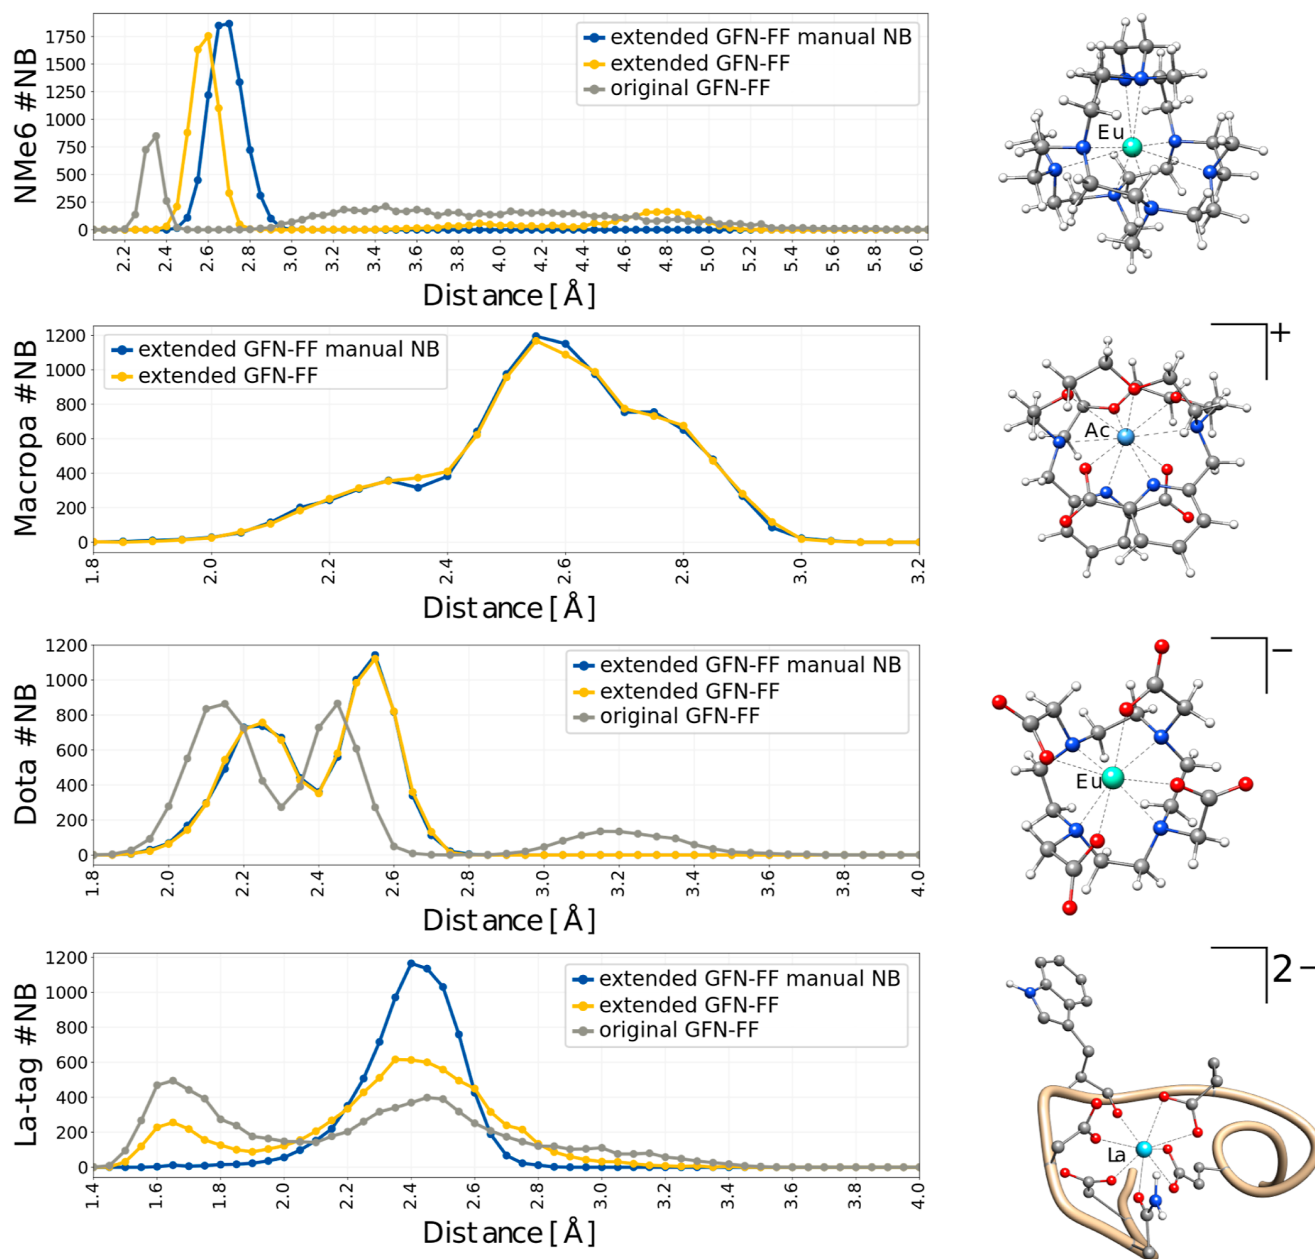 NMe6 #NB
1750
1500
1250
1000
750
500
250
0
extended GFN-FF manual NB
extended GFN-FF
original GFN-FF
2.2 2.4 2.6 2.8 3.0 3.2 3.4 3.6 3.8 4.0 4.2 4.4 4.6 4.8 5.0 5.2 5.4 5.6 5.8 6.0
Distance [Å]
Eu
Macropa #NB
1200
1000
800
600
400
200
0
extended GFN-FF manual NB
extended GFN-FF
1.8 2.0 2.2 2.4 2.6 2.8 3.0 3.2
Distance [Å]
+
Ac
Dota #NB
1200
1000
800
600
400
200
0
extended GFN-FF manual NB
extended GFN-FF
original GFN-FF
1.8 2.0 2.2 2.4 2.6 2.8 3.0 3.2 3.4 3.6 3.8 4.0
Distance [Å]
−
Eu
La-tag #NB
1200
1000
800
600
400
200
0
extended GFN-FF manual NB
extended GFN-FF
original GFN-FF
1.4 1.6 1.8 2.0 2.2 2.4 2.6 2.8 3.0 3.2 3.4 3.6 3.8 4.0
Distance [Å]
2−
La